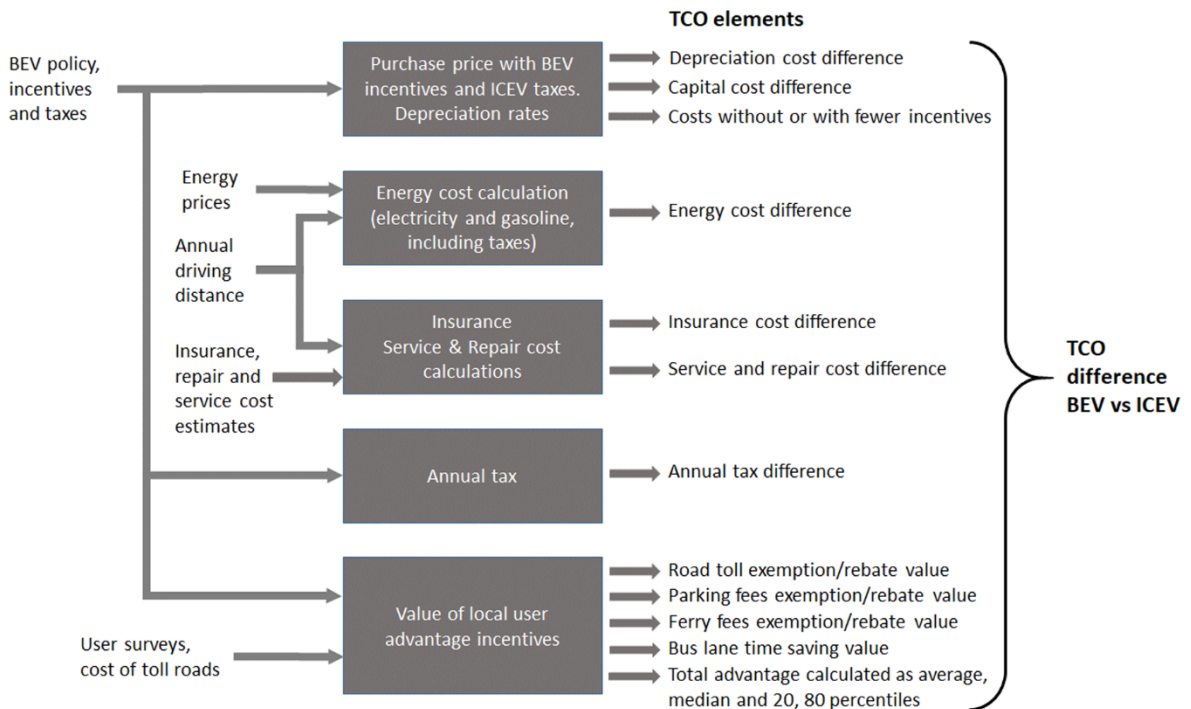 TCO elements
BEV policy,
incentives
and taxes
Purchase price with BEV
incentives and ICEV taxes.
Depreciation rates
Depreciation cost difference
Capital cost difference
Costs without or with fewer incentives
Energy
prices
Annual
driving
distance
Energy cost calculation
(electricity and gasoline,
including taxes)
Energy cost difference
Insurance,
repair and
service cost
estimates
Insurance
Service & Repair cost
calculations
Insurance cost difference
Service and repair cost difference
Annual tax
Annual tax difference
User surveys,
cost of toll roads
Value of local user
advantage incentives
Road toll exemption/rebate value
Parking fees exemption/rebate value
Ferry fees exemption/rebate value
Bus lane time saving value
Total advantage calculated as average,
median and 20, 80 percentiles
TCO
difference
BEV vs ICEV